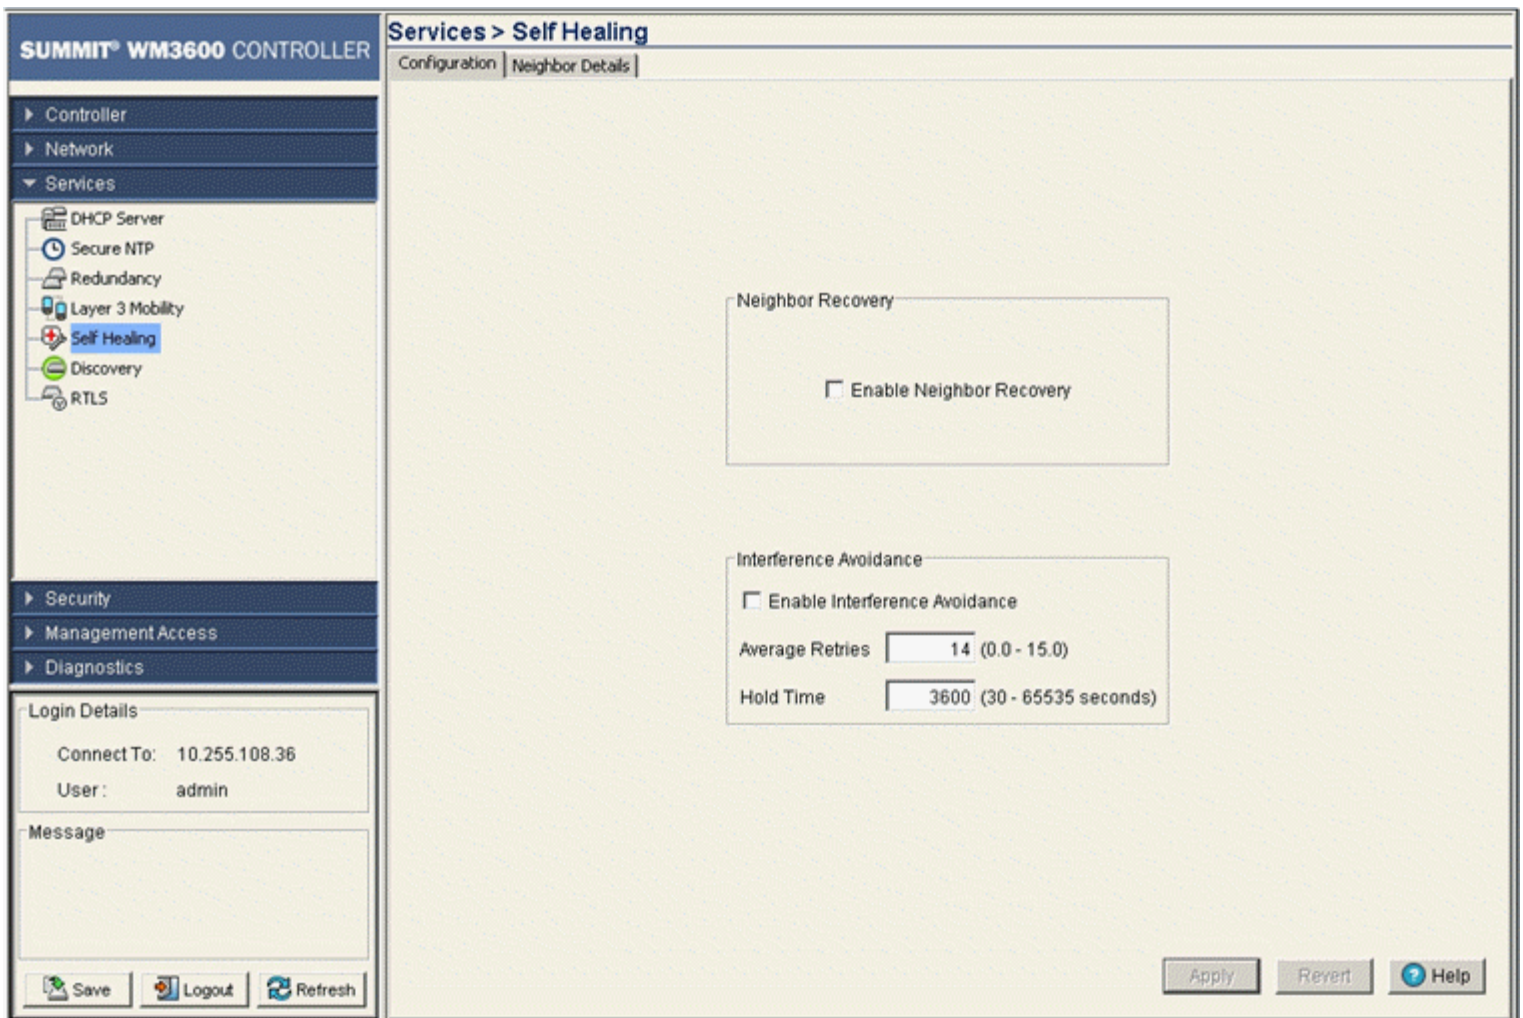 SUMMIT® WM3600 CONTROLLER
Services > Self Healing
Configuration
Neighbor Details
Controller
Network
Services
DHCP Server
Secure NTP
Redundancy
Layer 3 Mobility
Self Healing
Discovery
RTLS
Security
Management Access
Diagnostics
Login Details
Connect To: 10.255.108.36
User : admin
Message
Save
Logout
Refresh
Neighbor Recovery
Enable Neighbor Recovery
Interference Avoidance
Enable Interference Avoidance
Average Retries 14 (0.0 - 15.0)
Hold Time 3600 (30 - 65535 seconds)
Apply
Revert
Help